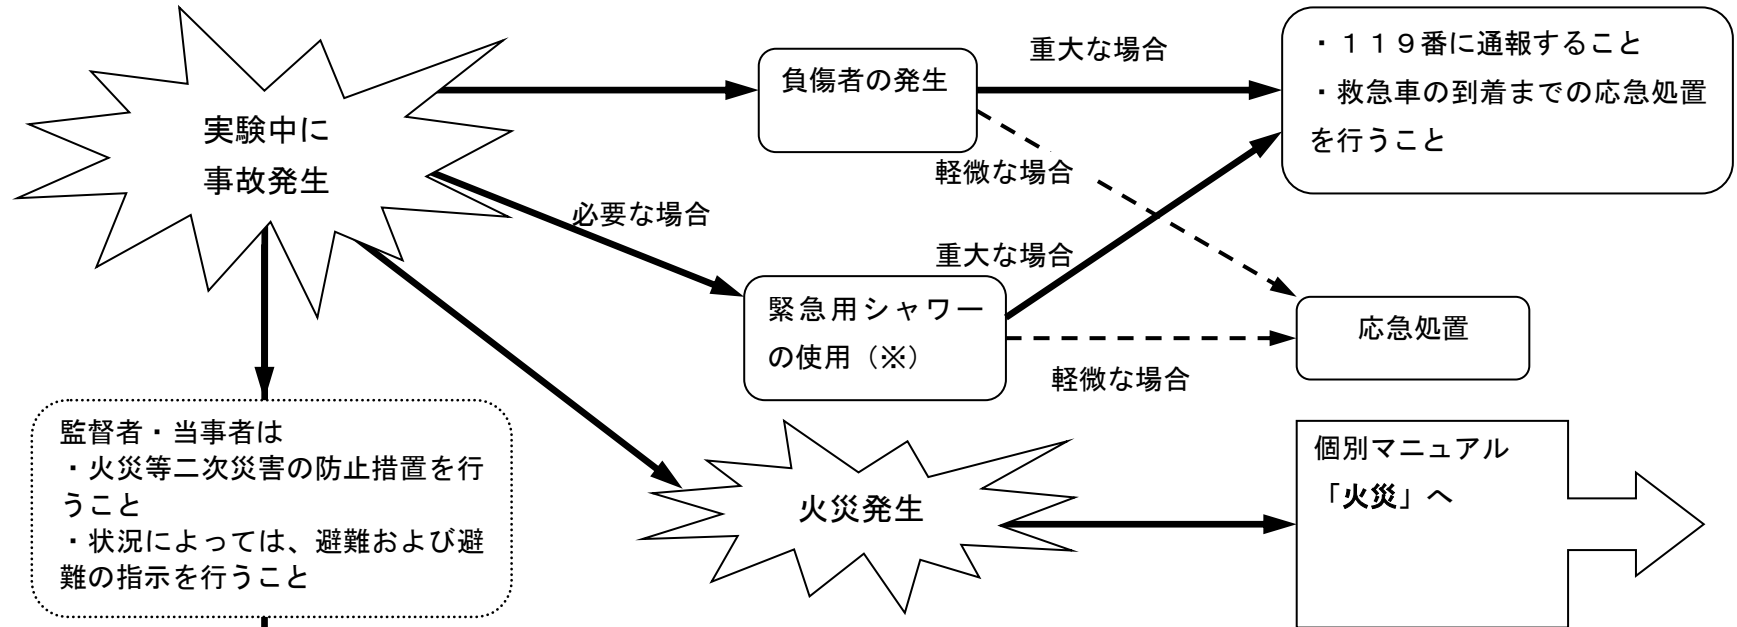 実験中に
事故発生
負傷者の発生
重大な場合
・１１９番に通報すること
・救急車の到着までの応急処置
を行うこと
軽微な場合
必要な場合
重大な場合
緊急用シャワー
の使用（※）
軽微な場合
応急処置
監督者・当事者は
・火災等二次災害の防止措置を行
うこと
・状況によっては、避難および避
難の指示を行うこと
火災発生
個別マニュアル
「火災」へ